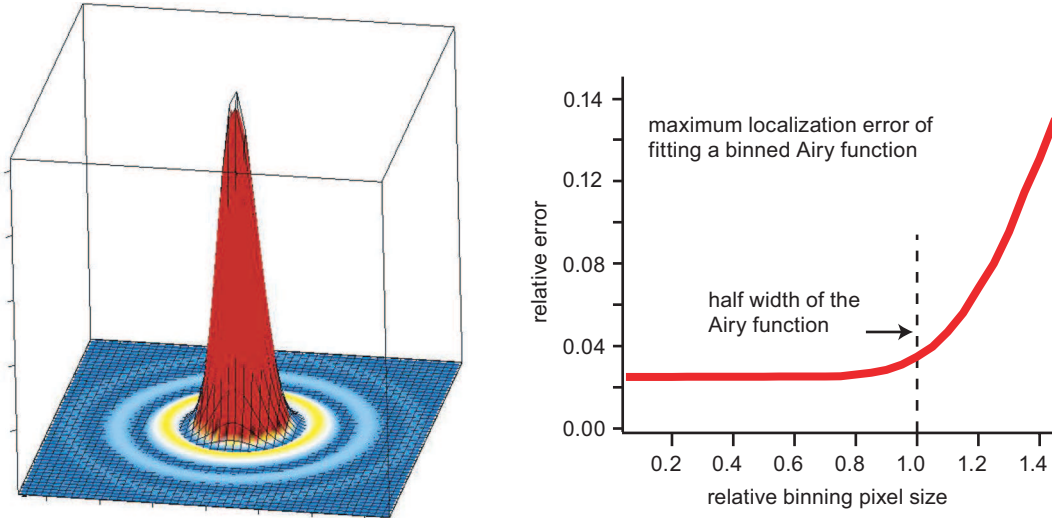 0.14
maximum localization error of
fitting a binned Airy function
0.12
relative error
0.08
half width of the
Airy function
0.04
0.00
0.2 0.4 0.6 0.8 1.0 1.2 1.4
relative binning pixel size